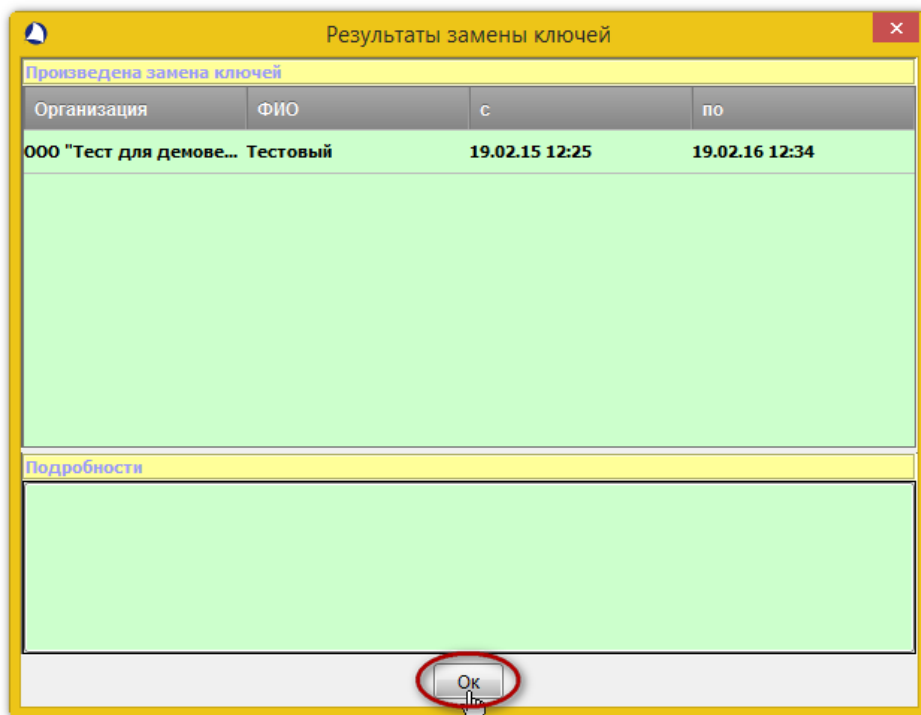 Результаты замены ключей
Произведена замена ключей
Организация ФИО с по
ООО "Тест для демове... Тестовый 19.02.15 12:25 19.02.16 12:34
Подробности
Ок